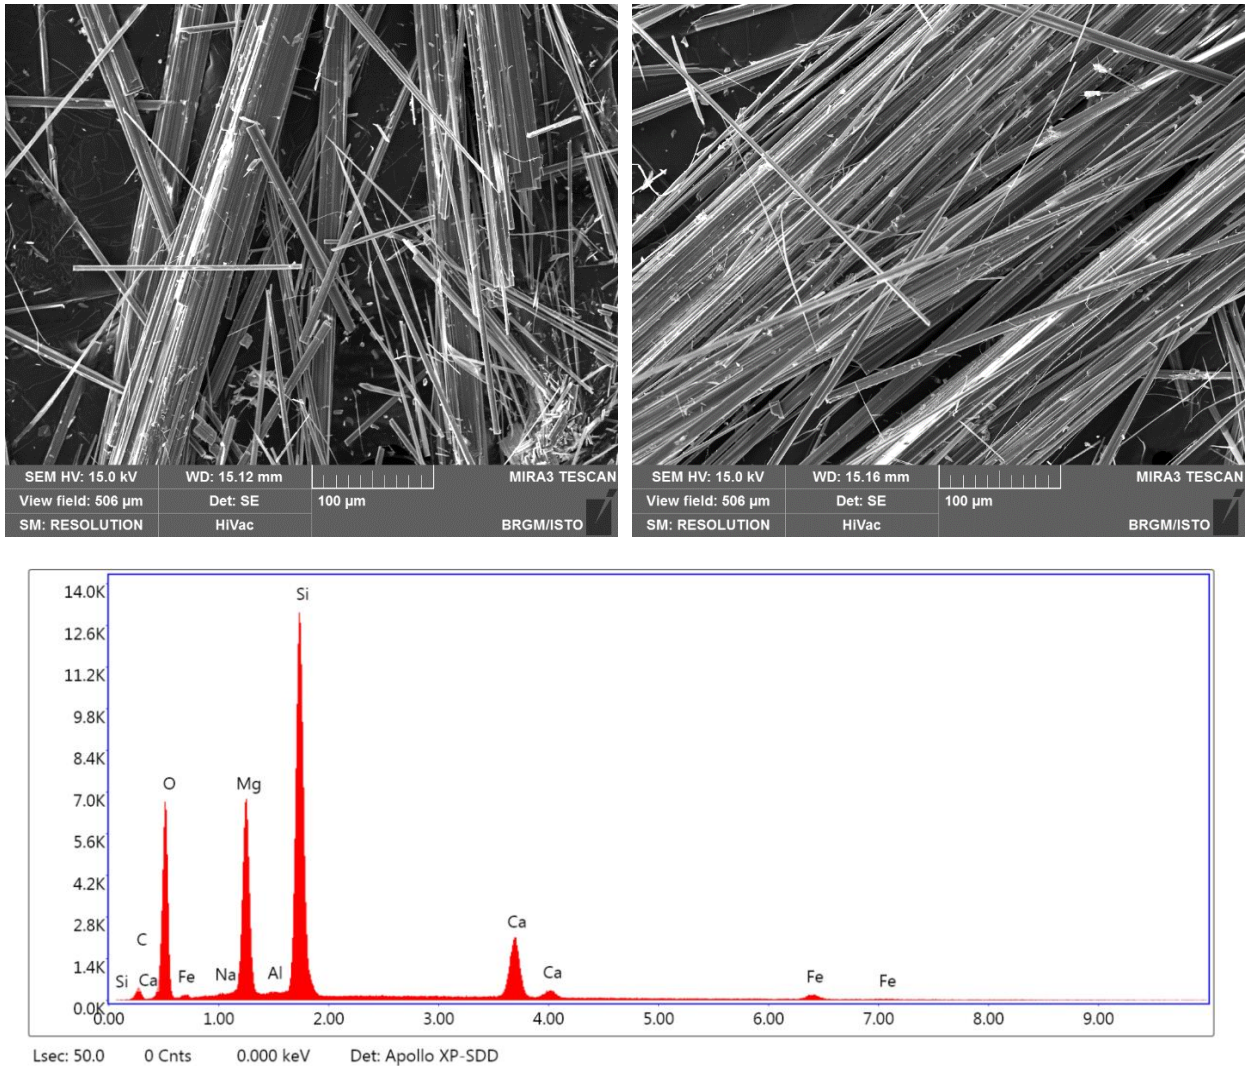 SEM HV: 15.0 kV WD: 15.12 mm MIRA3 TESCAN
View field: 506 µm Det: SE 100 µm
SM: RESOLUTION HiVac BRGM/ISTO
SEM HV: 15.0 kV WD: 15.16 mm MIRA3 TESCAN
View field: 506 µm Det: SE 100 µm
SM: RESOLUTION HiVac BRGM/ISTO
14.0K
Si
12.6K
11.2K
9.8K
8.4K
O Mg
7.0K
5.6K
4.2K
2.8K
C Ca
1.4K
Si Ca Fe Na Al Ca Fe Fe
0.0K
0.00 1.00 2.00 3.00 4.00 5.00 6.00 7.00 8.00 9.00
Lsec: 50.0 0 Cnts 0.000 keV Det: Apollo XP-SDD